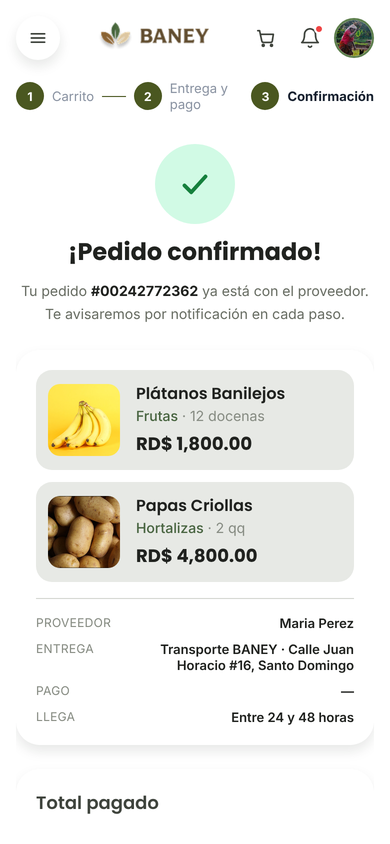 BANEY
1 Carrito
2 Entrega y
pago
3 Confirmación
¡Pedido confirmado!
Tu pedido #00242772362 ya está con el proveedor.
Te avisaremos por notificación en cada paso.
Plátanos Banilejos
Frutas · 12 docenas
RD$ 1,800.00
Papas Criollas
Hortalizas · 2 qq
RD$ 4,800.00
PROVEEDOR Maria Perez
ENTREGA Transporte BANEY · Calle Juan
Horacio #16, Santo Domingo
PAGO —
LLEGA Entre 24 y 48 horas
Total pagado